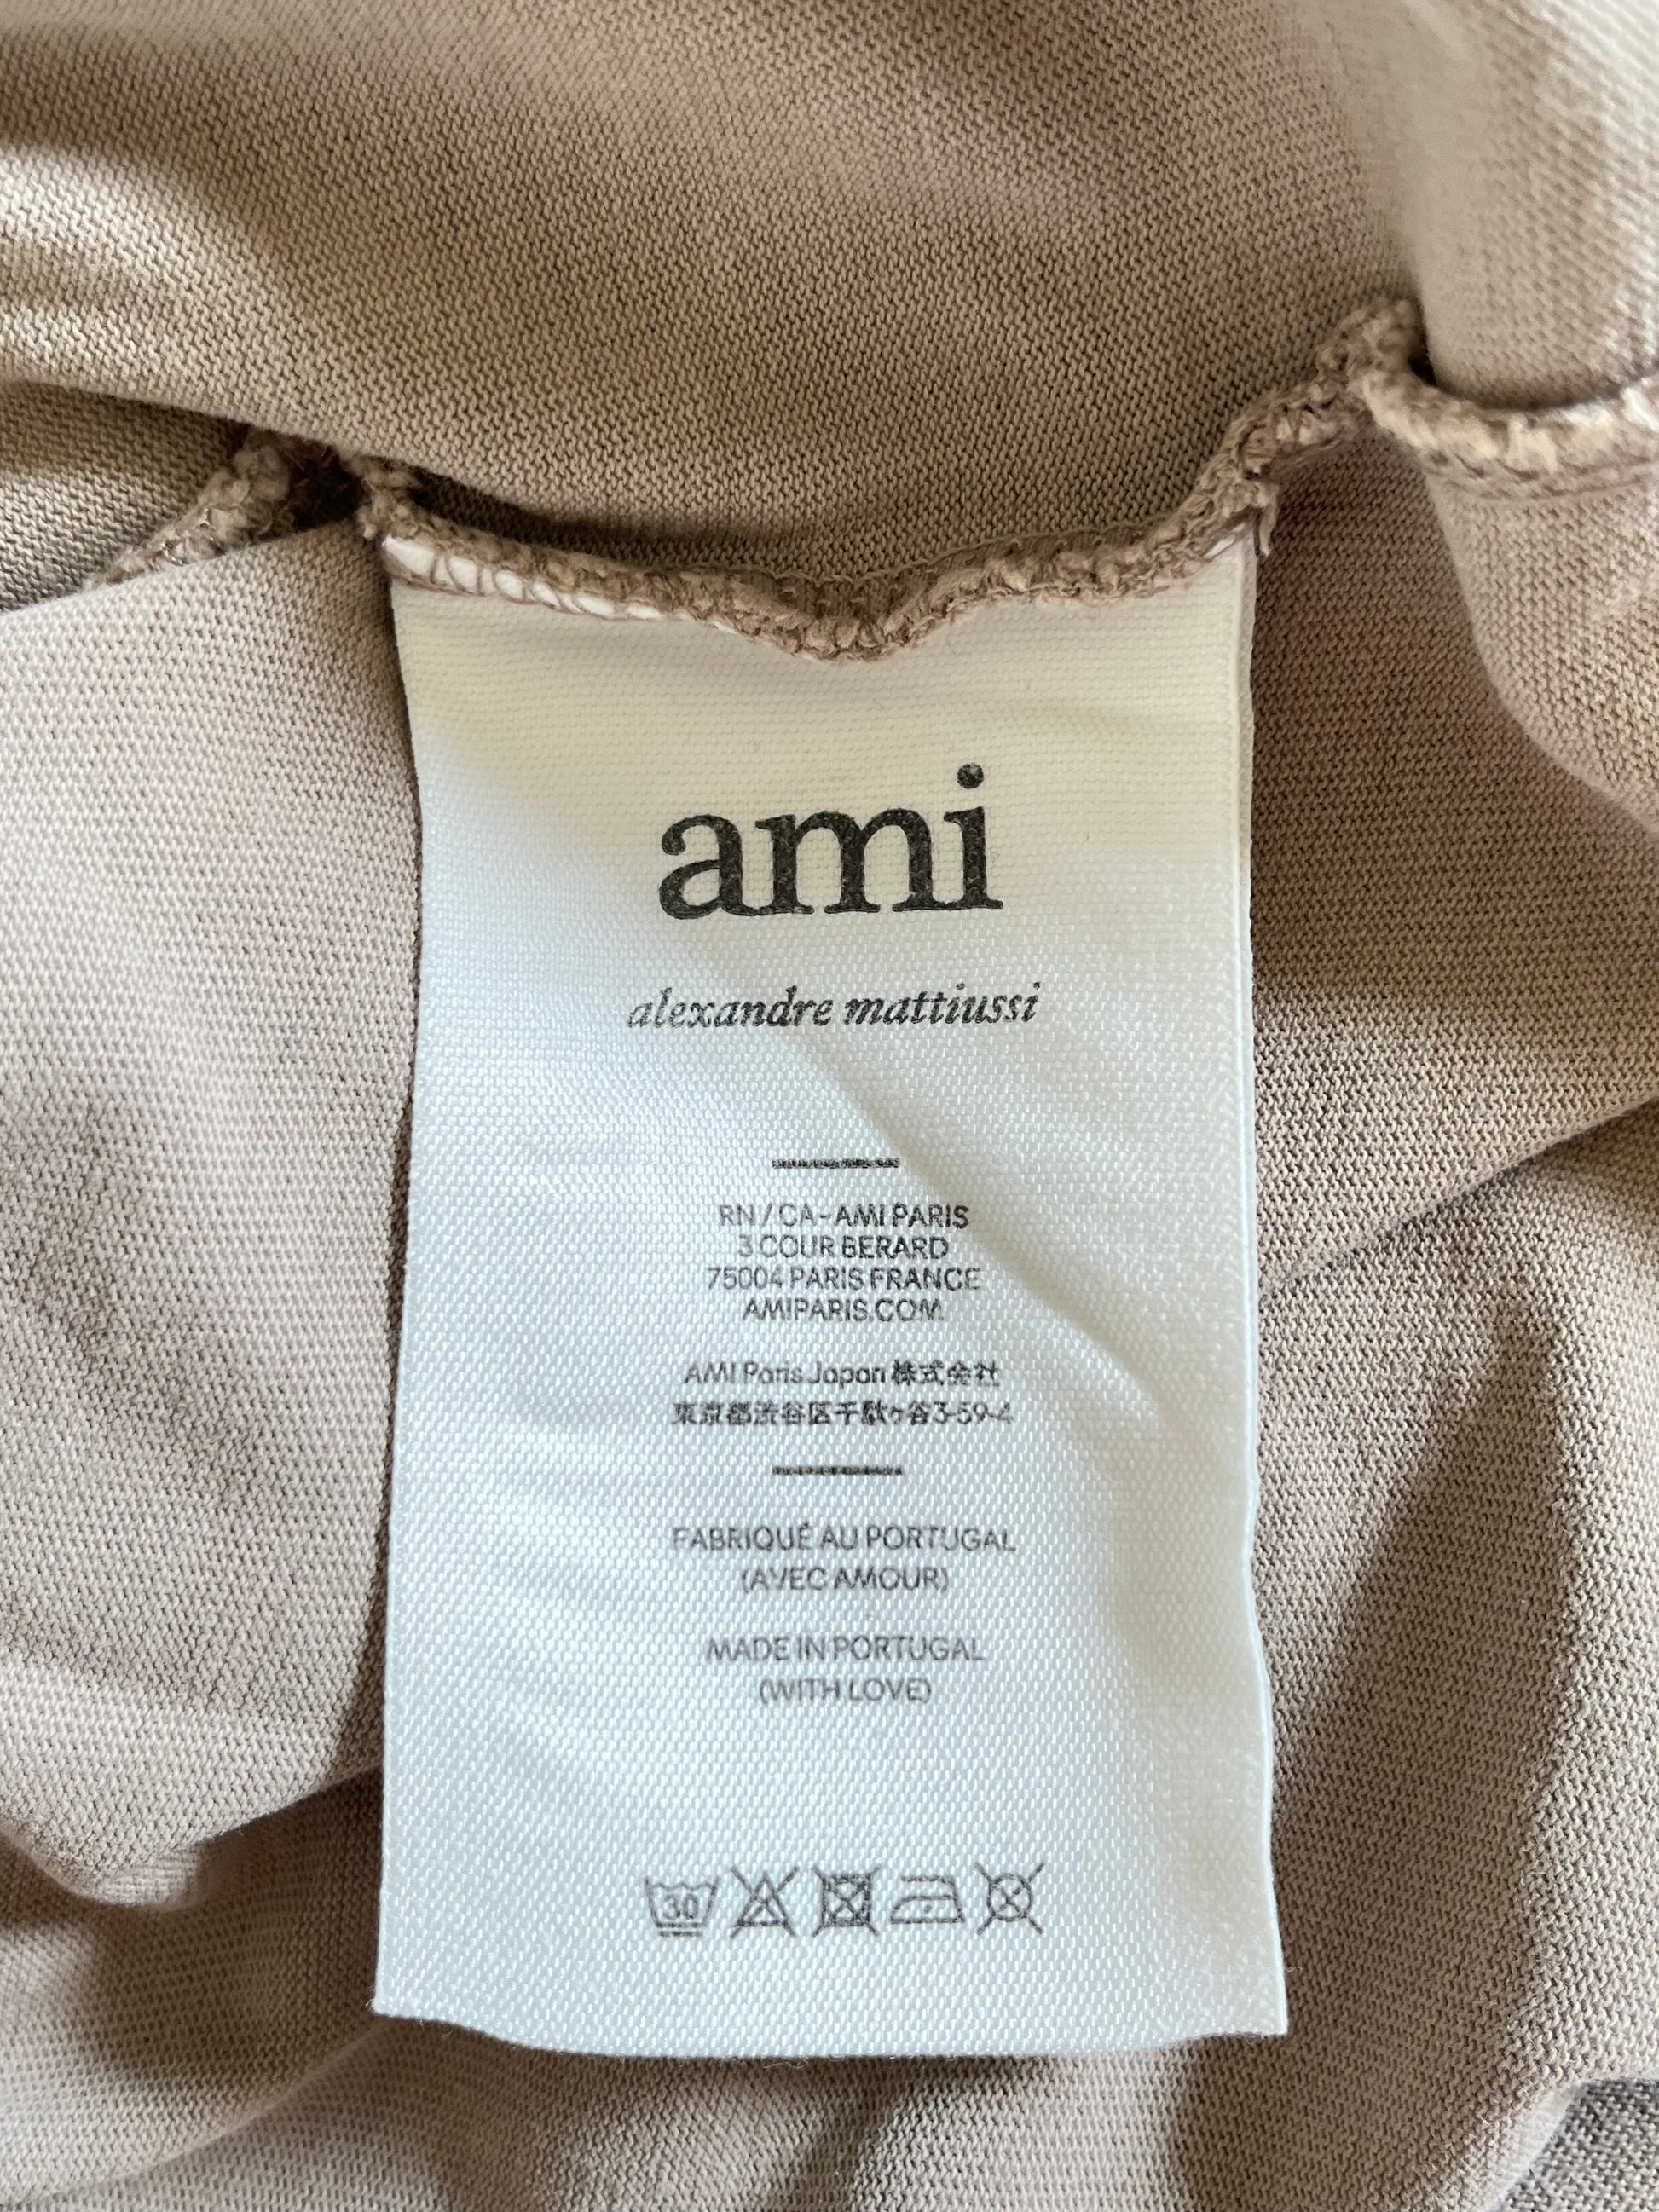 ami
alexandre mattiussi
RN / CA - AMI PARIS
3 COUR BERARD
75004 PARIS FRANCE
AMIPARIS.COM
AMI Paris Japan 株式会社
東京都渋谷区千駄ヶ谷3-59-4
FABRIQUÉ AU PORTUGAL
(AVEC AMOUR)
MADE IN PORTUGAL
(WITH LOVE)
30